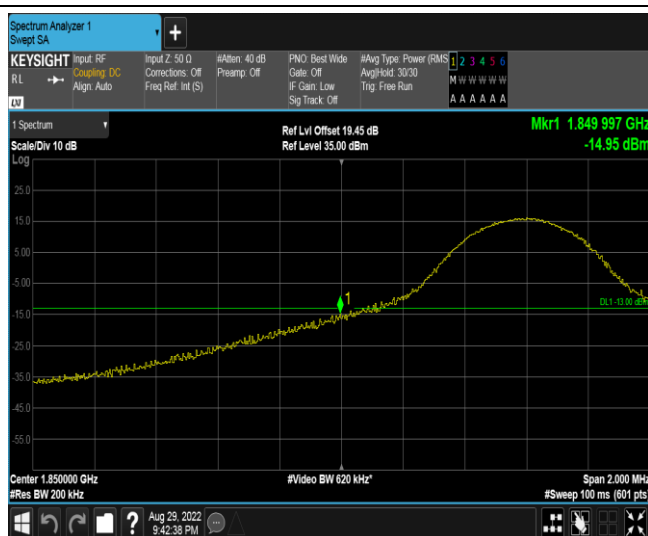 Spectrum Analyzer 1
Swept SA
KEYSIGHT
RL
Input: RF
Coupling: DC
Align: Auto
Input Z: 50 Ω
Corrections: Off
Freq Ref: Int (S)
#Atten: 40 dB
Preamp: Off
PNO: Best Wide
Gate: Off
IF Gain: Low
Sig Track: Off
#Avg Type: Power (RMS
Avg|Hold: 30/30
Trig: Free Run
1 2 3 4 5 6
M W W W W W
A A A A A A
1 Spectrum
Scale/Div 10 dB
Log
Ref Lvl Offset 19.45 dB
Ref Level 35.00 dBm
Mkr1 1.849 997 GHz
-14.95 dBm
25.0
15.0
5.00
-5.00
-15.0
-25.0
-35.0
-45.0
-55.0
1
DL1 -13.00 dBm
Center 1.850000 GHz
#Res BW 200 kHz
#Video BW 620 kHz*
Span 2.000 MHz
#Sweep 100 ms (601 pts)
Aug 29, 2022
9:42:38 PM